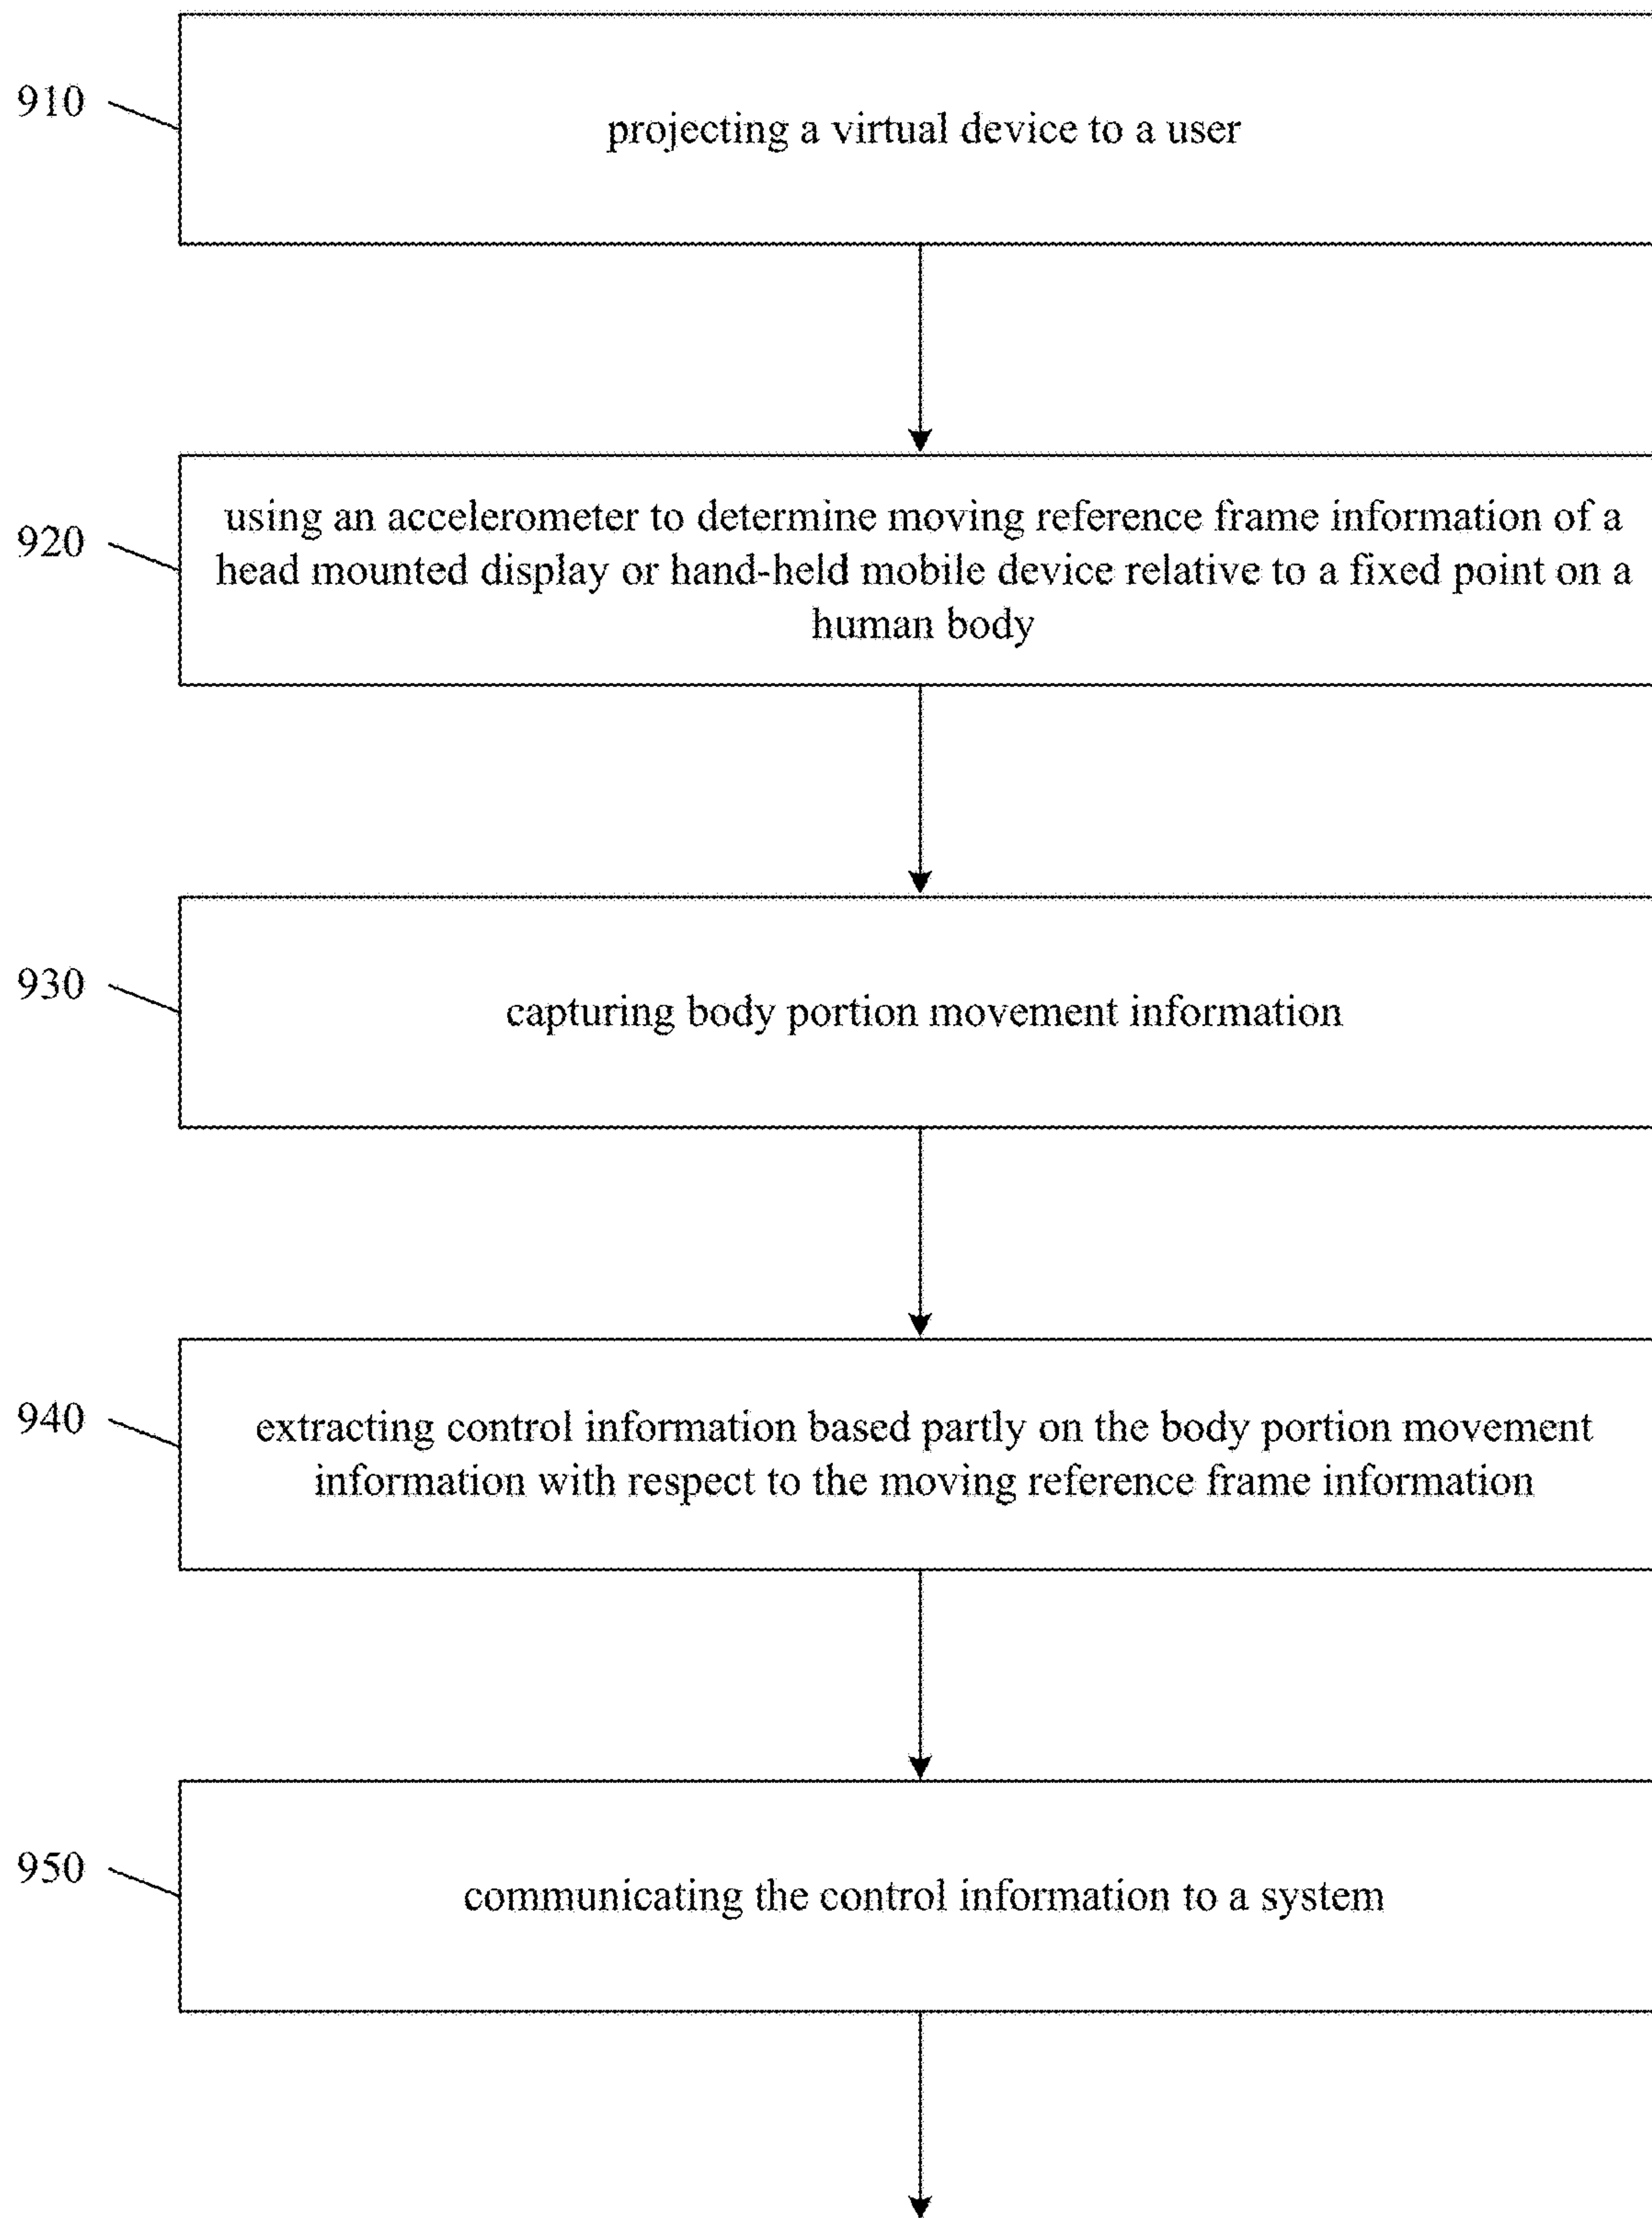 910
projecting a virtual device to a user
920
using an accelerometer to determine moving reference frame information of a
head mounted display or hand-held mobile device relative to a fixed point on a
human body
930
capturing body portion movement information
940
extracting control information based partly on the body portion movement
information with respect to the moving reference frame information
950
communicating the control information to a system